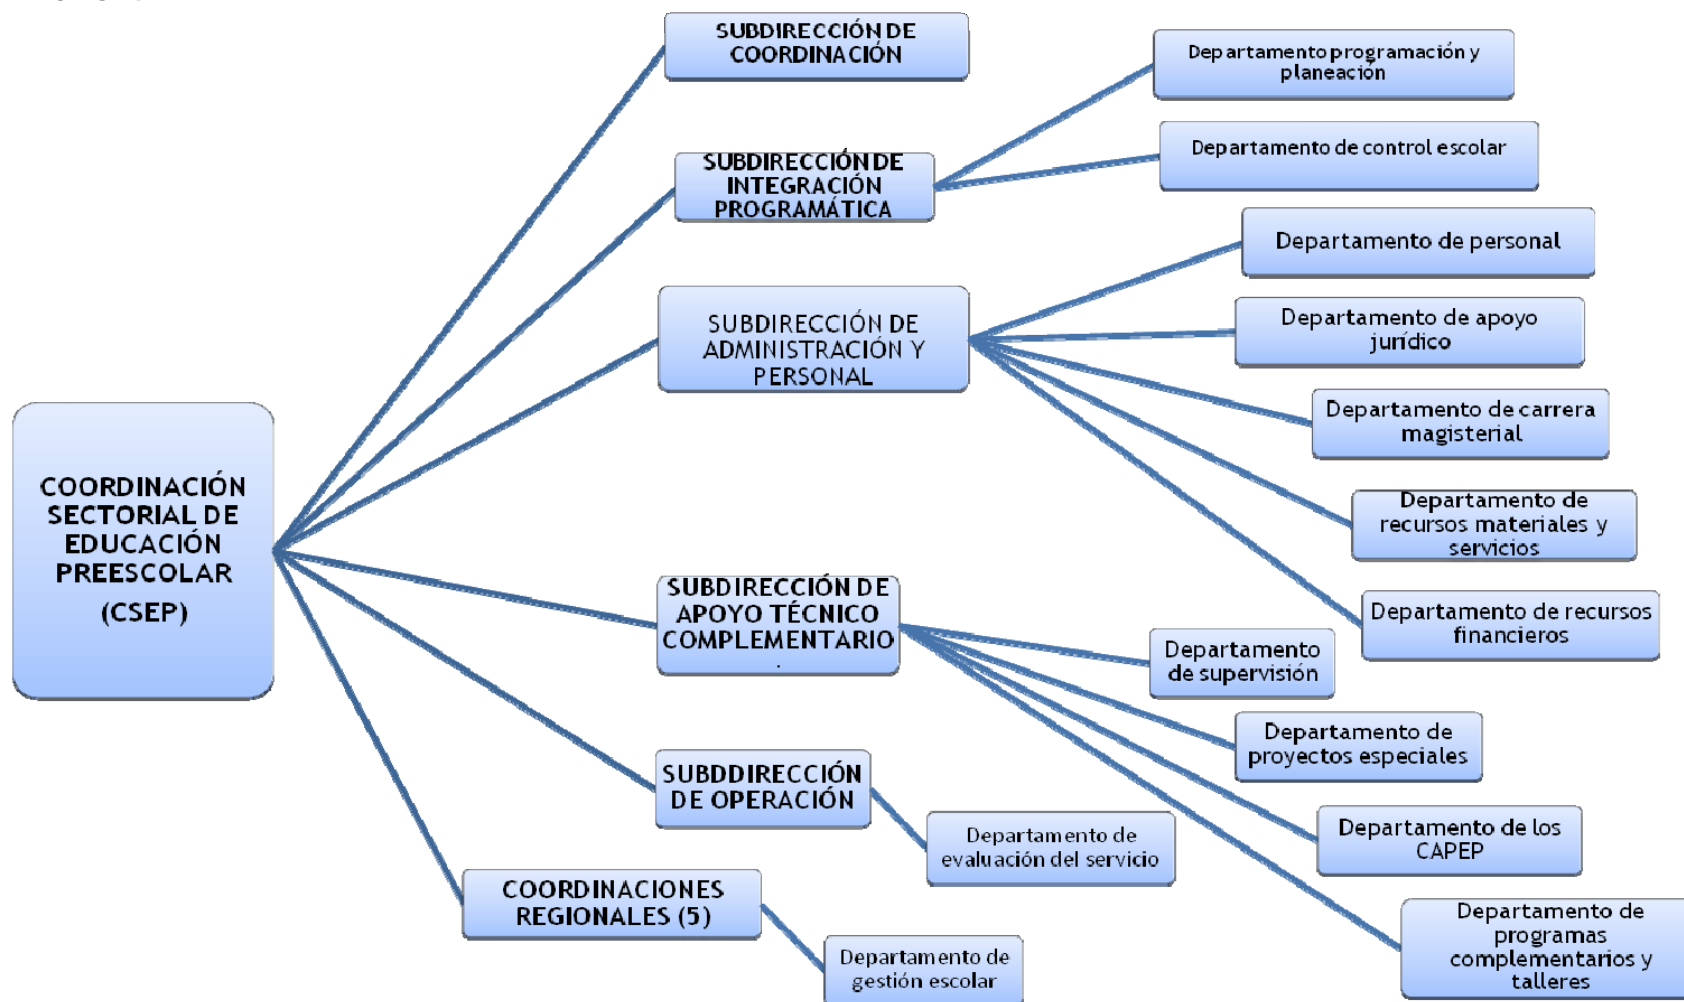 COORDINACIÓN
SECTORIAL DE
EDUCACIÓN
PREESCOLAR
(CSEP)
SUBDIRECCIÓN DE
COORDINACIÓN
SUBDIRECCIÓN DE
INTEGRACIÓN
PROGRAMÁTICA
Departamento programación y
planeación
Departamento de control escolar
SUBDIRECCIÓN DE
ADMINISTRACIÓN Y
PERSONAL
Departamento de personal
Departamento de apoyo
jurídico
Departamento de carrera
magisterial
Departamento de
recursos materiales y
servicios
Departamento de recursos
financieros
SUBDIRECCIÓN DE
APOYO TÉCNICO
COMPLEMENTARIO
.
Departamento
de supervisión
Departamento de
proyectos especiales
Departamento de los
CAPEP
Departamento de
programas
complementarios y
talleres
SUBDDIRECCIÓN
DE OPERACIÓN
Departamento de
evaluación del servicio
COORDINACIONES
REGIONALES (5)
Departamento de
gestión escolar